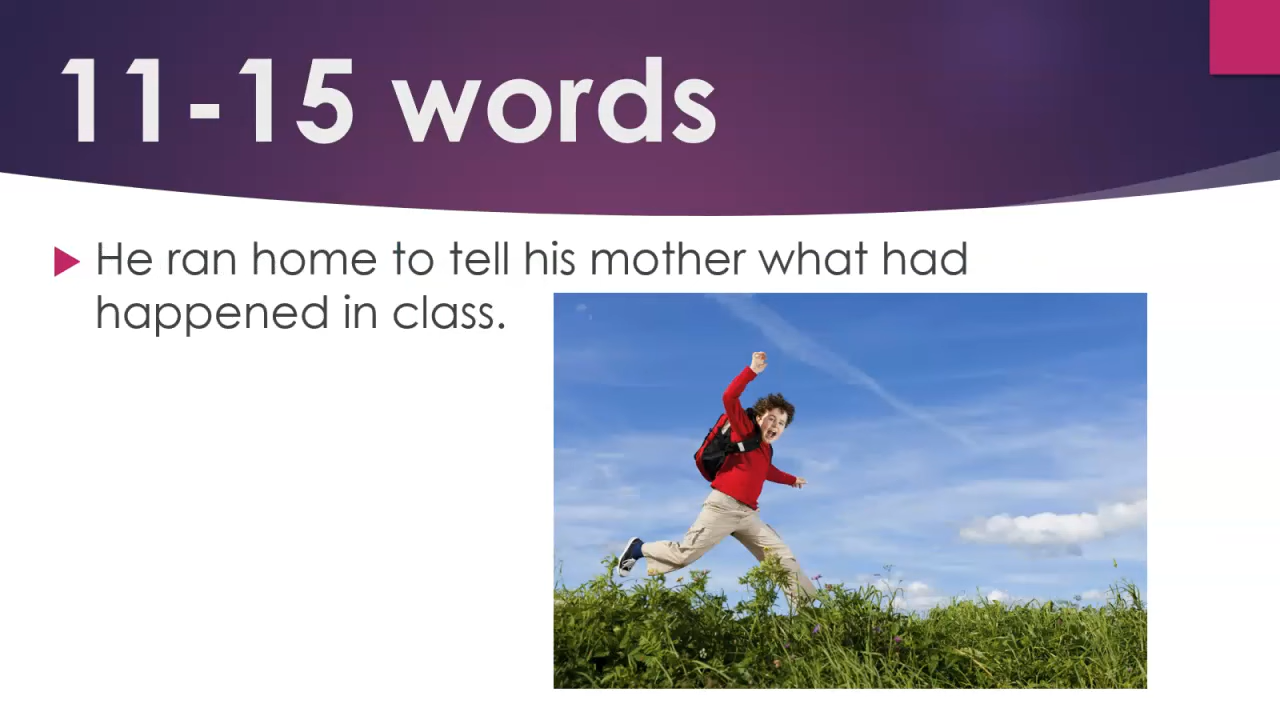 11-15 words
He ran home to tell his mother what had
happened in class.